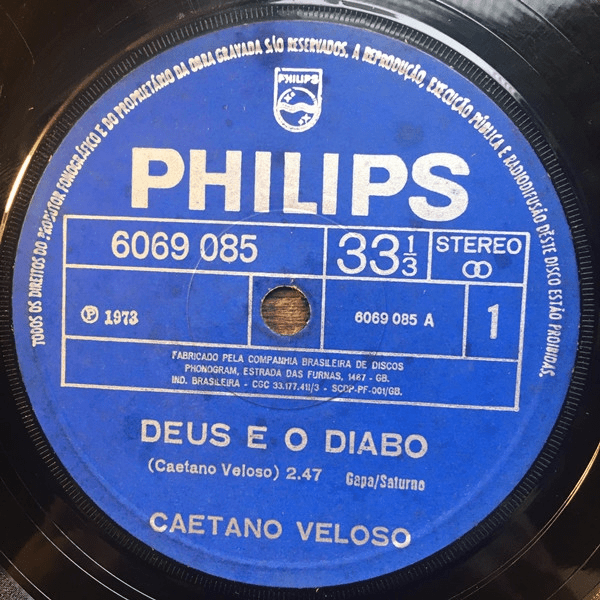 TODOS OS DIREITOS DO PRODUTOR FONOGRÁFICO E DO PROPRIETÁRIO DA OBRA GRAVADA SÃO RESERVADOS. A REPRODUÇÃO, EXECUÇÃO PÚBLICA E RADIODIFUSÃO DÊSTE DISCO ESTÃO PROIBIDAS.
PHILIPS
PHILIPS
6069 085
33 1/3
STEREO
℗ 1973
6069 085 A
1
FABRICADO PELA COMPANHIA BRASILEIRA DE DISCOS
PHONOGRAM, ESTRADA DAS FURNAS, 1467 - GB.
IND. BRASILEIRA - CGC 33.177.411/3 - SCDP-PF-001/GB.
DEUS E O DIABO
(Caetano Veloso) 2.47 Gapa/Saturno
CAETANO VELOSO